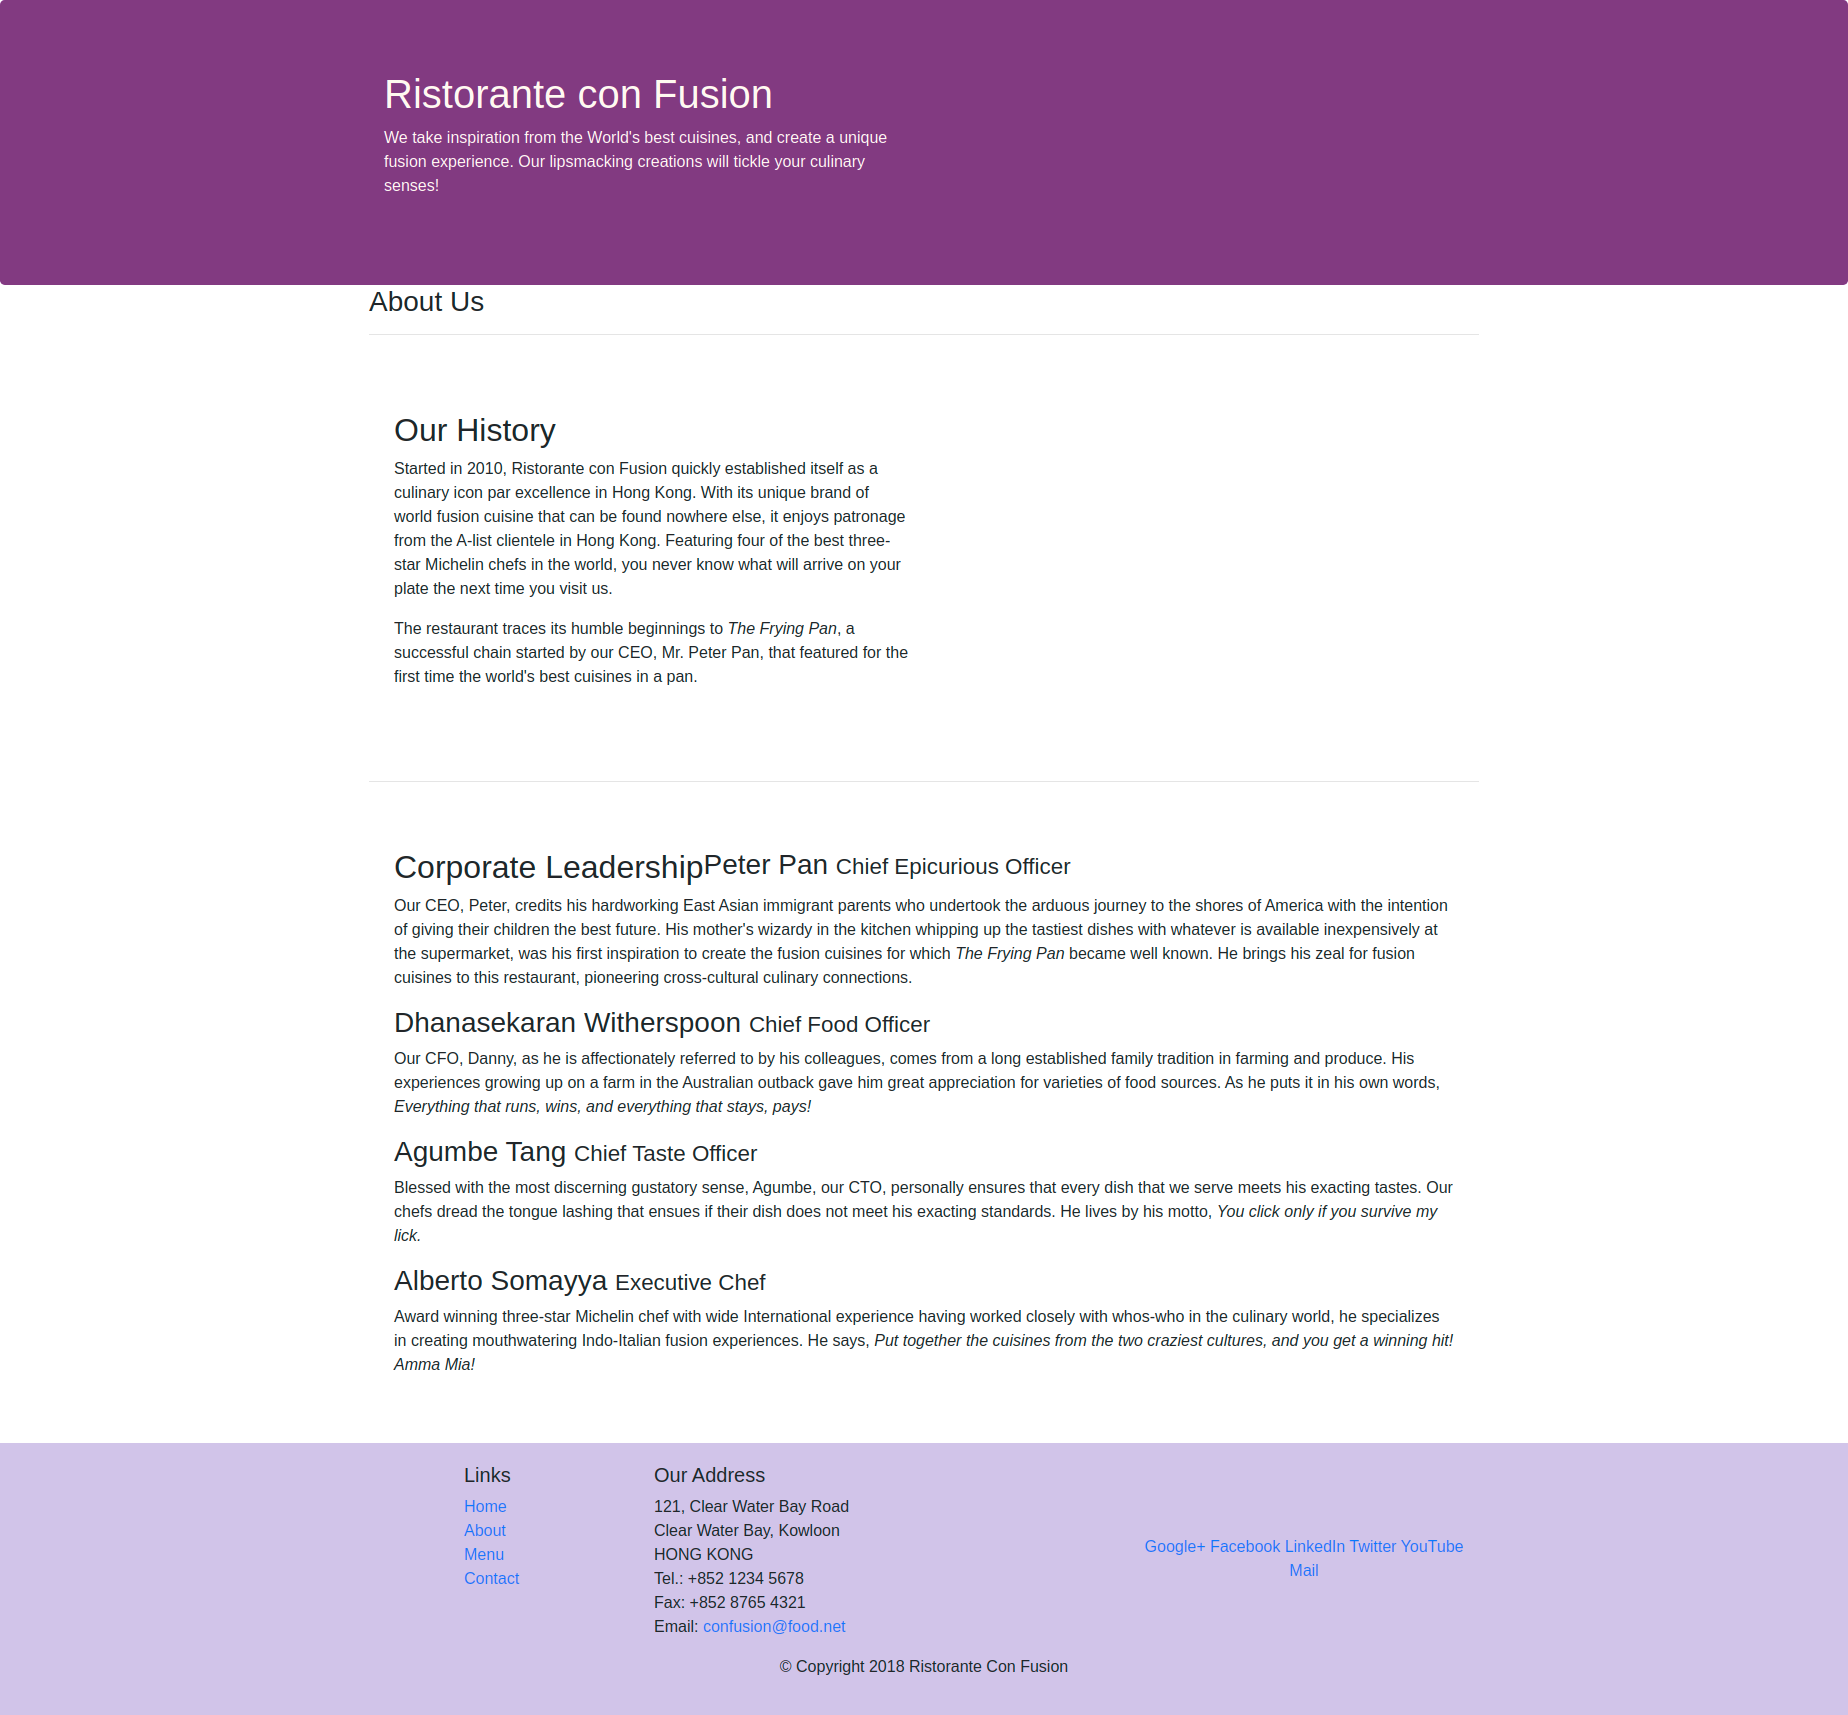 Ristorante con Fusion
We take inspiration from the World's best cuisines, and create a unique
fusion experience. Our lipsmacking creations will tickle your culinary
senses!
About Us
Our History
Started in 2010, Ristorante con Fusion quickly established itself as a
culinary icon par excellence in Hong Kong. With its unique brand of
world fusion cuisine that can be found nowhere else, it enjoys patronage
from the A-list clientele in Hong Kong. Featuring four of the best three-
star Michelin chefs in the world, you never know what will arrive on your
plate the next time you visit us.
The restaurant traces its humble beginnings to The Frying Pan, a
successful chain started by our CEO, Mr. Peter Pan, that featured for the
first time the world's best cuisines in a pan.
Corporate LeadershipPeter Pan Chief Epicurious Officer
Our CEO, Peter, credits his hardworking East Asian immigrant parents who undertook the arduous journey to the shores of America with the intention
of giving their children the best future. His mother's wizardy in the kitchen whipping up the tastiest dishes with whatever is available inexpensively at
the supermarket, was his first inspiration to create the fusion cuisines for which The Frying Pan became well known. He brings his zeal for fusion
cuisines to this restaurant, pioneering cross-cultural culinary connections.
Dhanasekaran Witherspoon Chief Food Officer
Our CFO, Danny, as he is affectionately referred to by his colleagues, comes from a long established family tradition in farming and produce. His
experiences growing up on a farm in the Australian outback gave him great appreciation for varieties of food sources. As he puts it in his own words,
Everything that runs, wins, and everything that stays, pays!
Agumbe Tang Chief Taste Officer
Blessed with the most discerning gustatory sense, Agumbe, our CTO, personally ensures that every dish that we serve meets his exacting tastes. Our
chefs dread the tongue lashing that ensues if their dish does not meet his exacting standards. He lives by his motto, You click only if you survive my
lick.
Alberto Somayya Executive Chef
Award winning three-star Michelin chef with wide International experience having worked closely with whos-who in the culinary world, he specializes
in creating mouthwatering Indo-Italian fusion experiences. He says, Put together the cuisines from the two craziest cultures, and you get a winning hit!
Amma Mia!
Links
Home
About
Menu
Contact
Our Address
121, Clear Water Bay Road
Clear Water Bay, Kowloon
HONG KONG
Tel.: +852 1234 5678
Fax: +852 8765 4321
Email: confusion@food.net
Google+ Facebook LinkedIn Twitter YouTube
Mail
© Copyright 2018 Ristorante Con Fusion